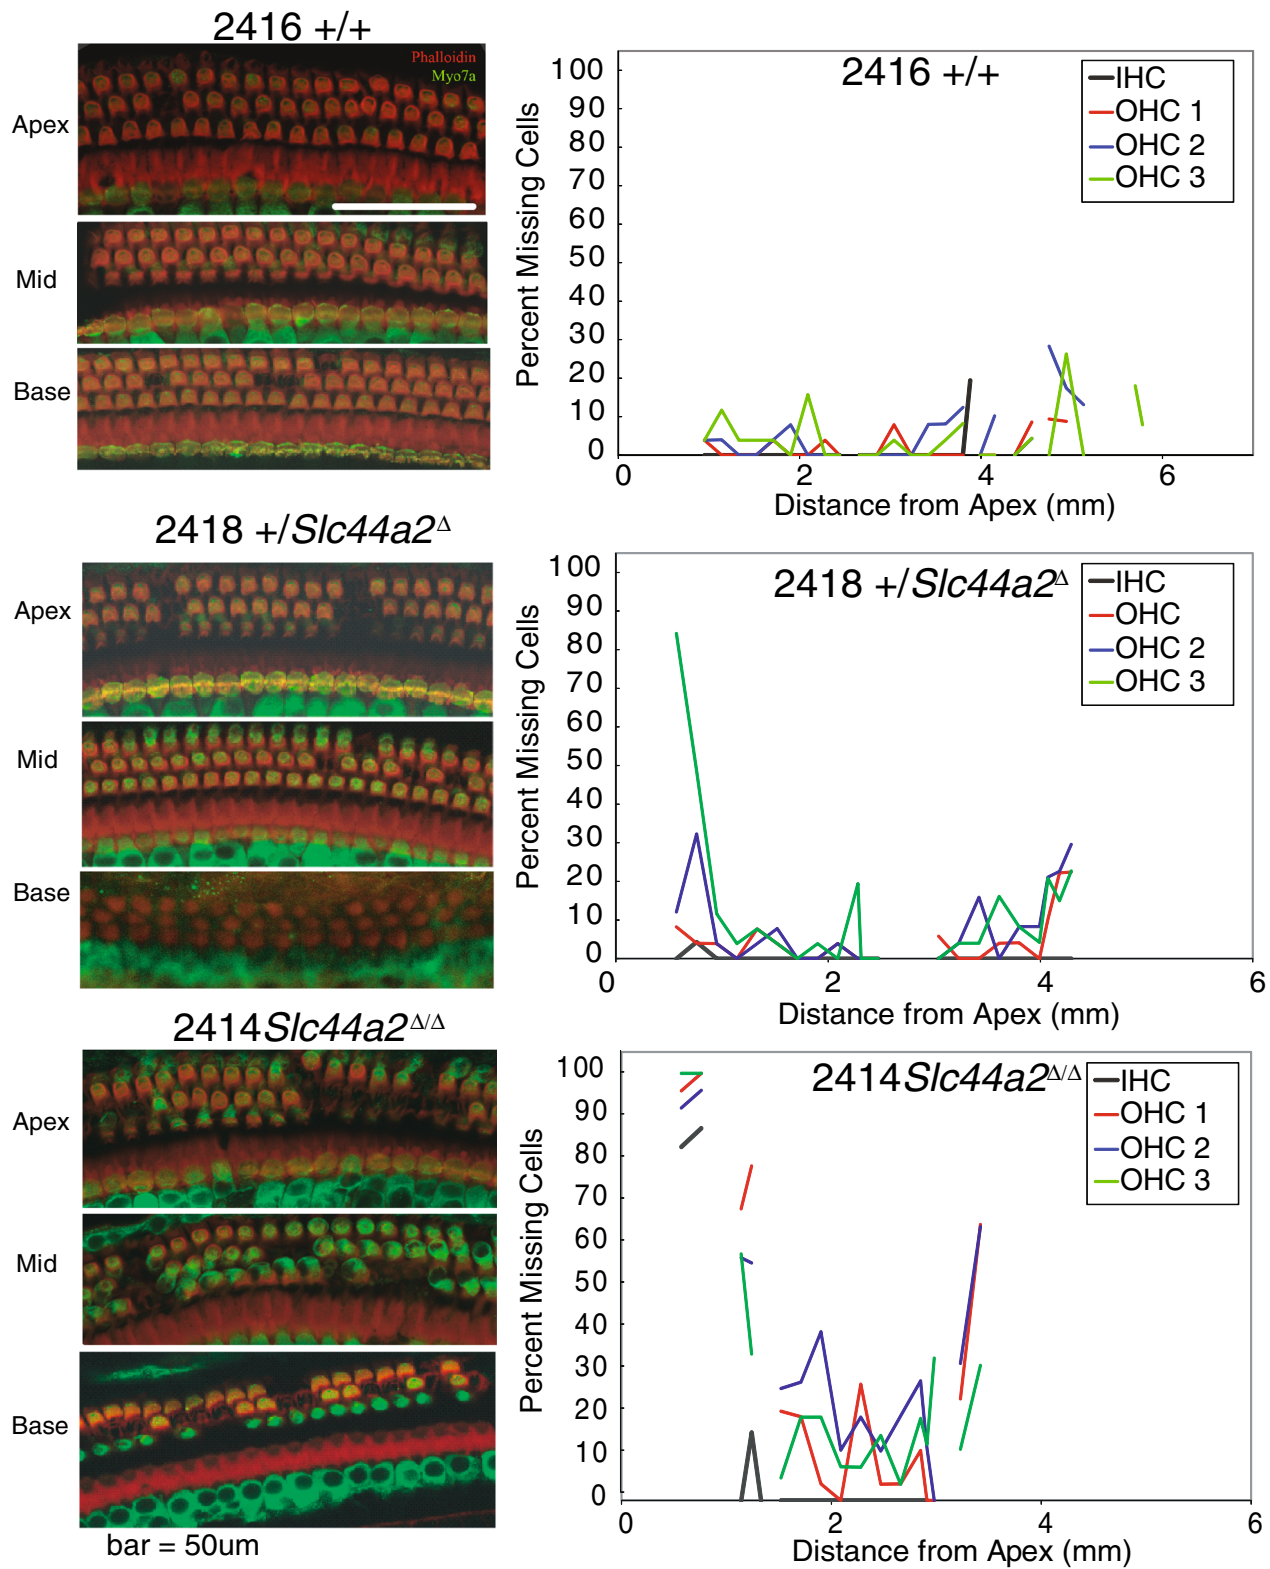 2416 +/+
Phalloidin
Myo7a
Apex
Mid
Base
2416 +/+
IHC
OHC 1
OHC 2
OHC 3
Percent Missing Cells
100
90
80
70
60
50
40
30
20
10
0
0 2 4 6
Distance from Apex (mm)
2418 +/Slc44a2Δ
Apex
Mid
Base
2418 +/Slc44a2Δ
IHC
OHC
OHC 2
OHC 3
Percent Missing Cells
100
90
80
70
60
50
40
30
20
10
0
0 2 4 6
Distance from Apex (mm)
2414Slc44a2Δ/Δ
Apex
Mid
Base
bar = 50um
2414Slc44a2Δ/Δ
IHC
OHC 1
OHC 2
OHC 3
Percent Missing Cells
100
90
80
70
60
50
40
30
20
10
0
0 2 4 6
Distance from Apex (mm)